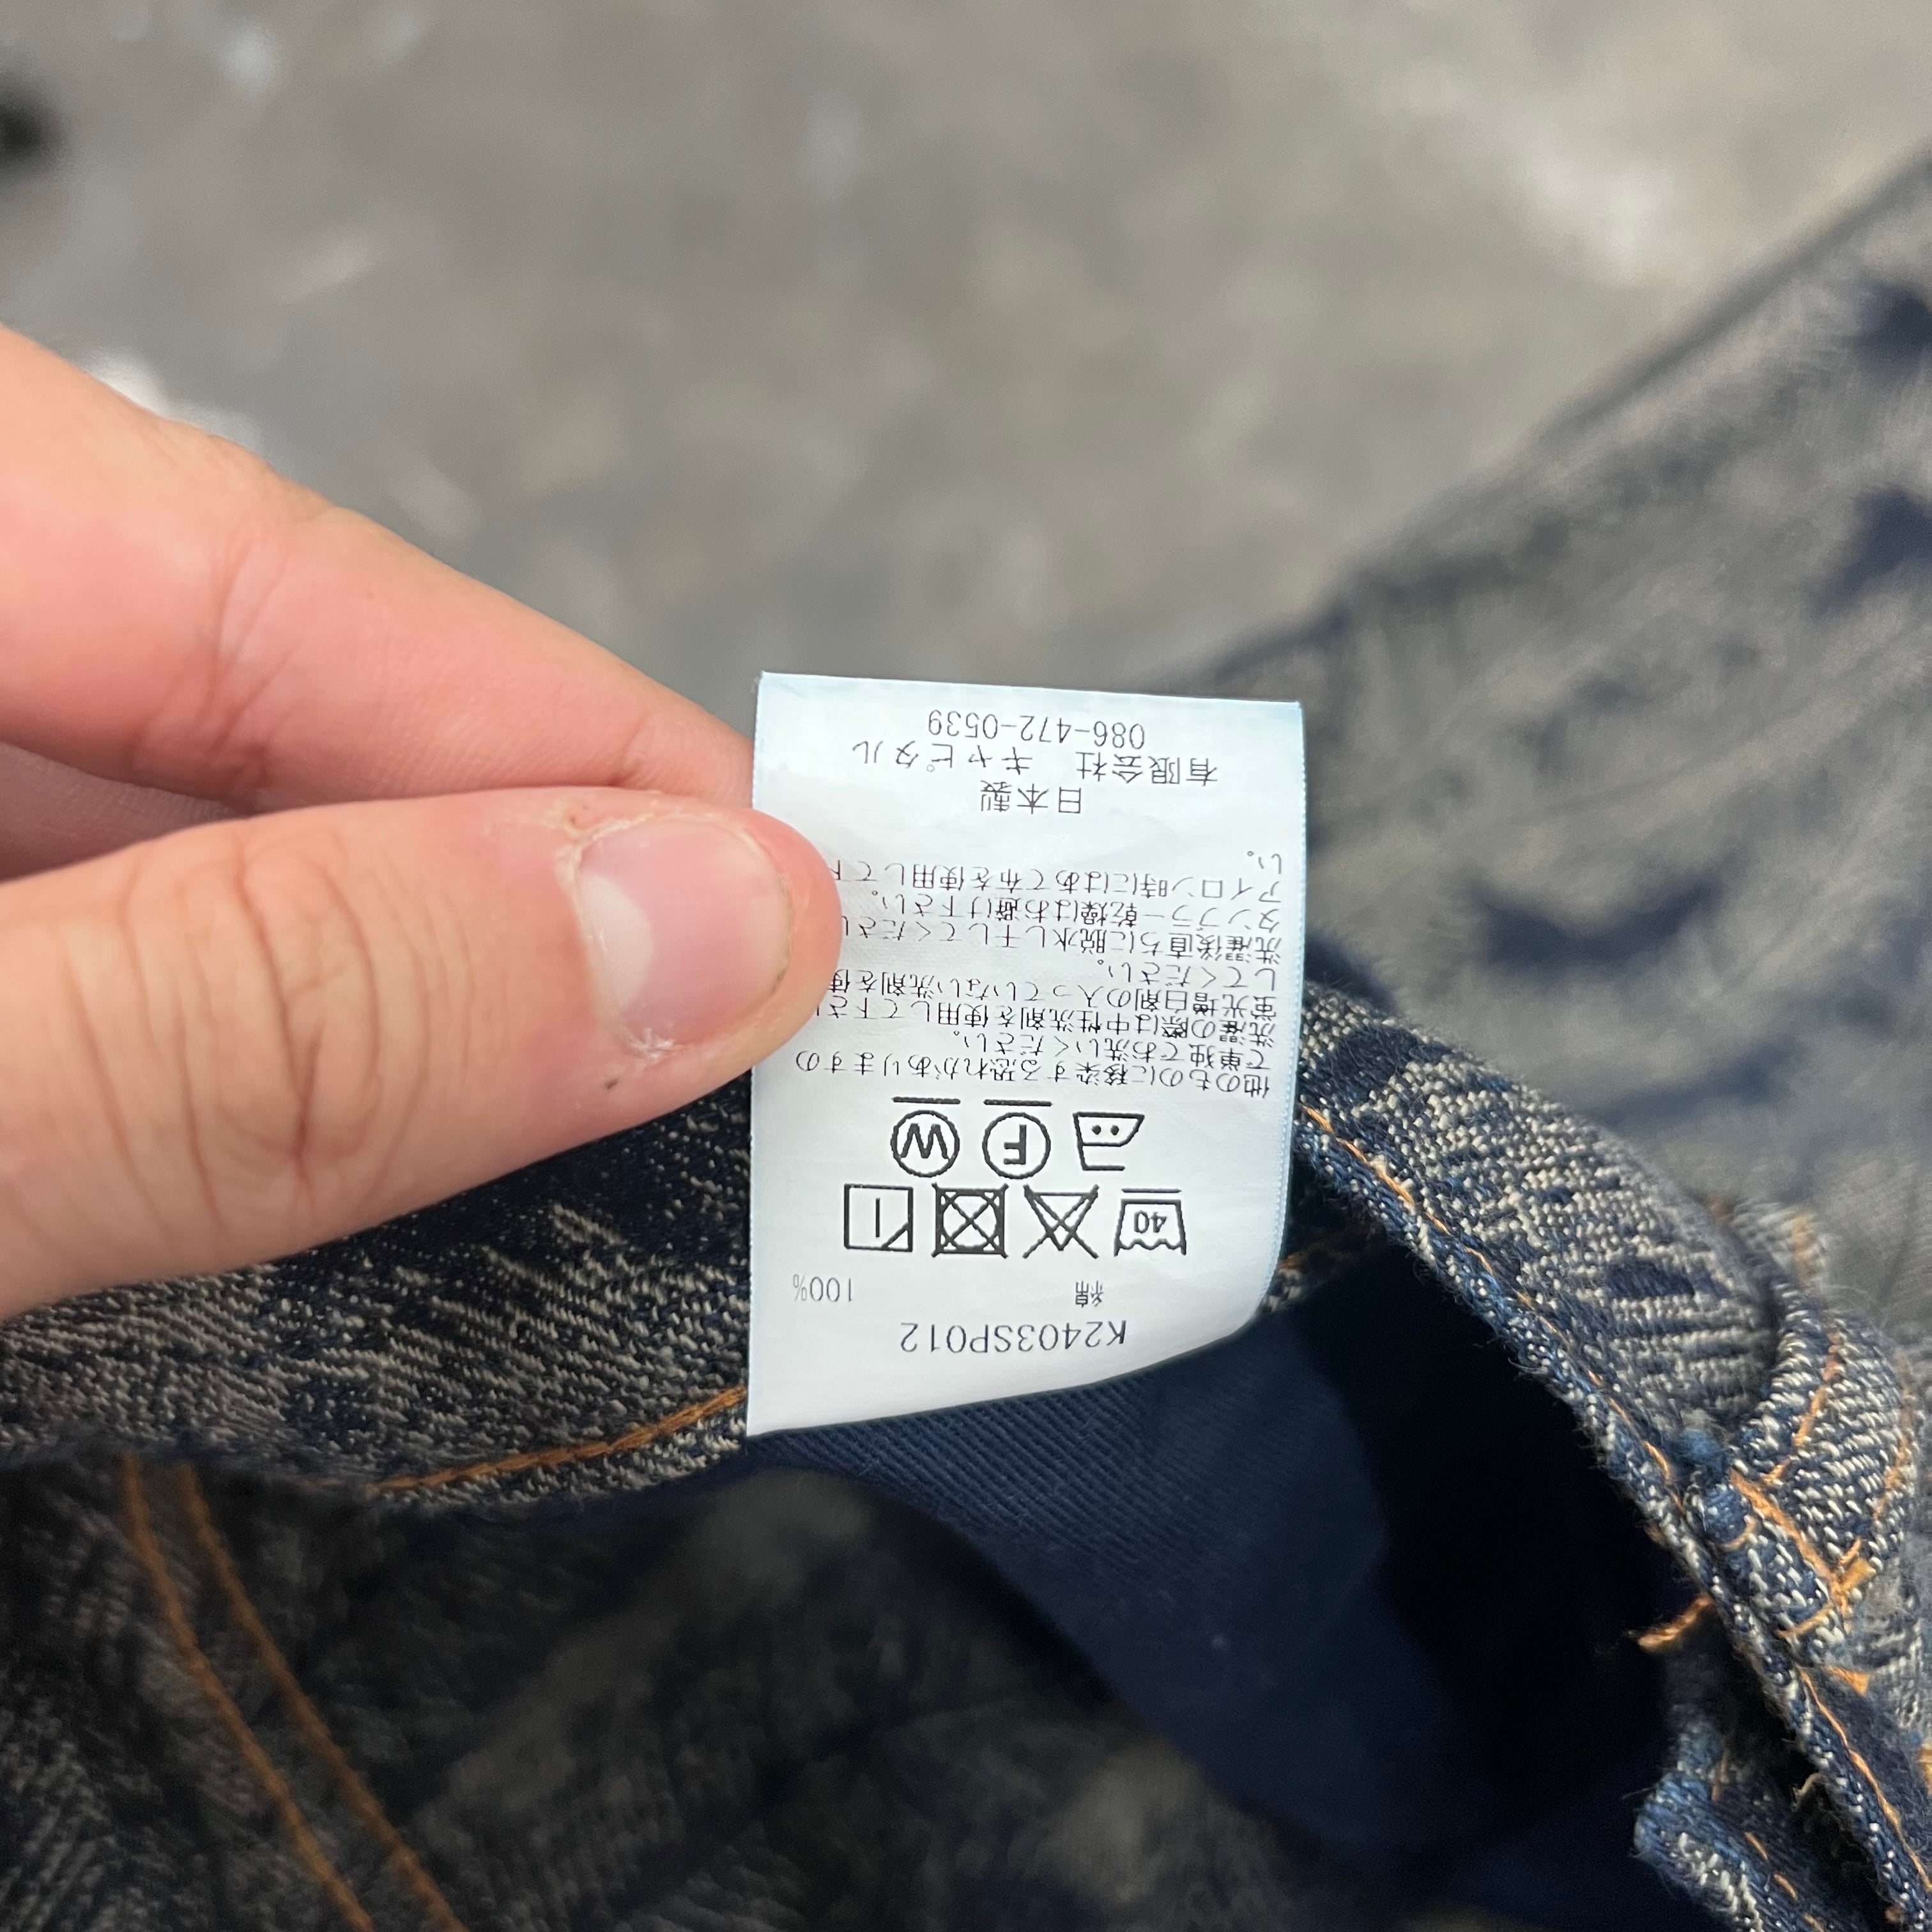 K2403SP012
綿 100%
40
F W
他のものに移染する恐れがありますの
で単独でお洗いください。
洗濯の際は中性洗剤を使用して下さ
蛍光増白剤の入っていない洗剤を使
してください。
洗濯後直ちに脱水し干してくださ
タンブラー乾燥はお避け下さい。
アイロン時にはあて布を使用して下
い。
日本製
有限会社 キャピタル
086-472-0539